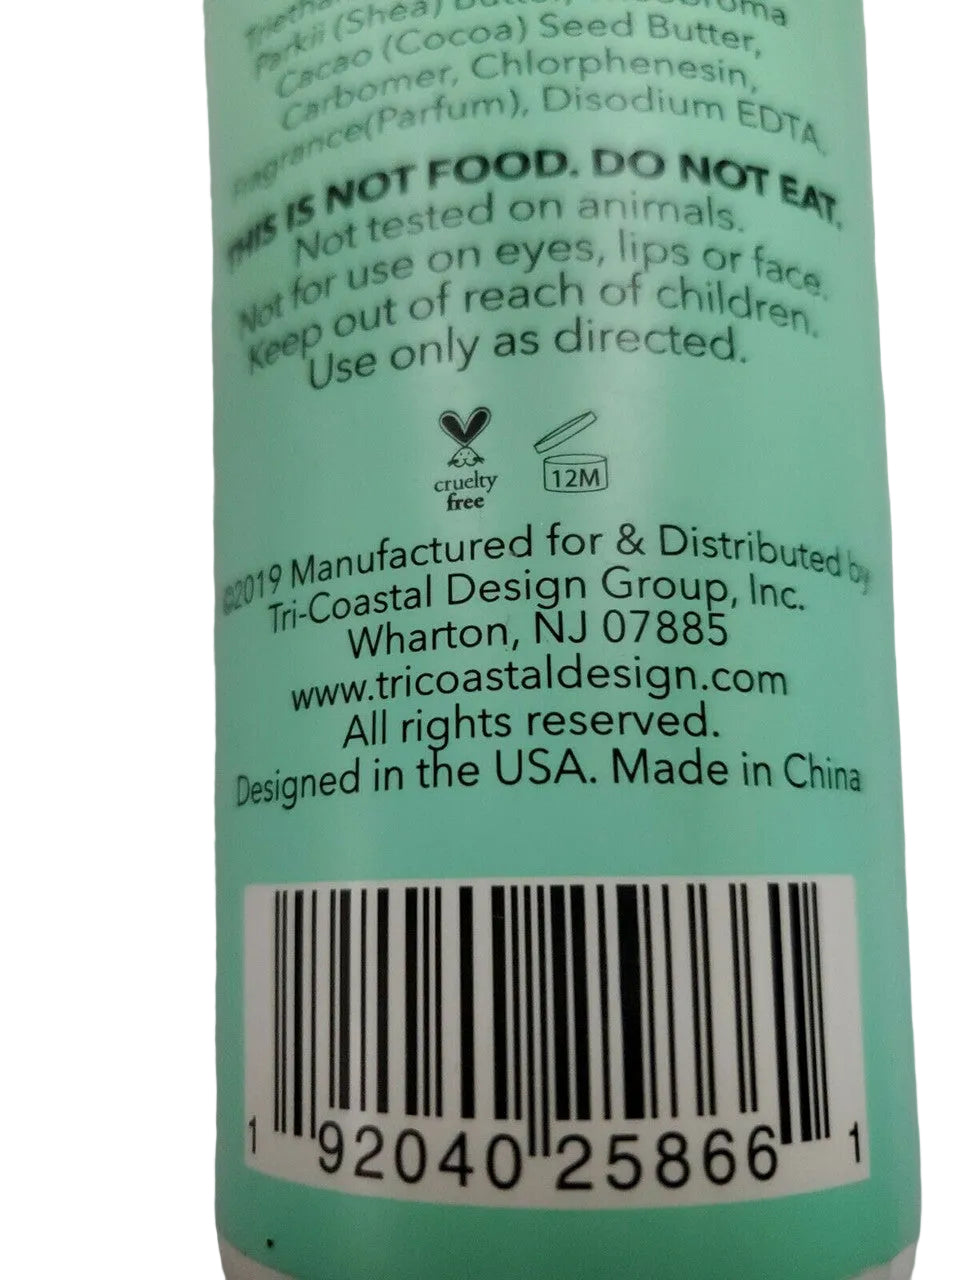 Parkii (Shea) Butter,
Cacao (Cocoa) Seed Butter,
Carbomer, Chlorphenesin,
Fragrance(Parfum), Disodium EDTA.
THIS IS NOT FOOD. DO NOT EAT.
Not tested on animals.
Not for use on eyes, lips or face.
Keep out of reach of children.
Use only as directed.
cruelty
free
12M
©2019 Manufactured for & Distributed by
Tri-Coastal Design Group, Inc.
Wharton, NJ 07885
www.tricoastaldesign.com
All rights reserved.
Designed in the USA. Made in China
1 92040 25866 1